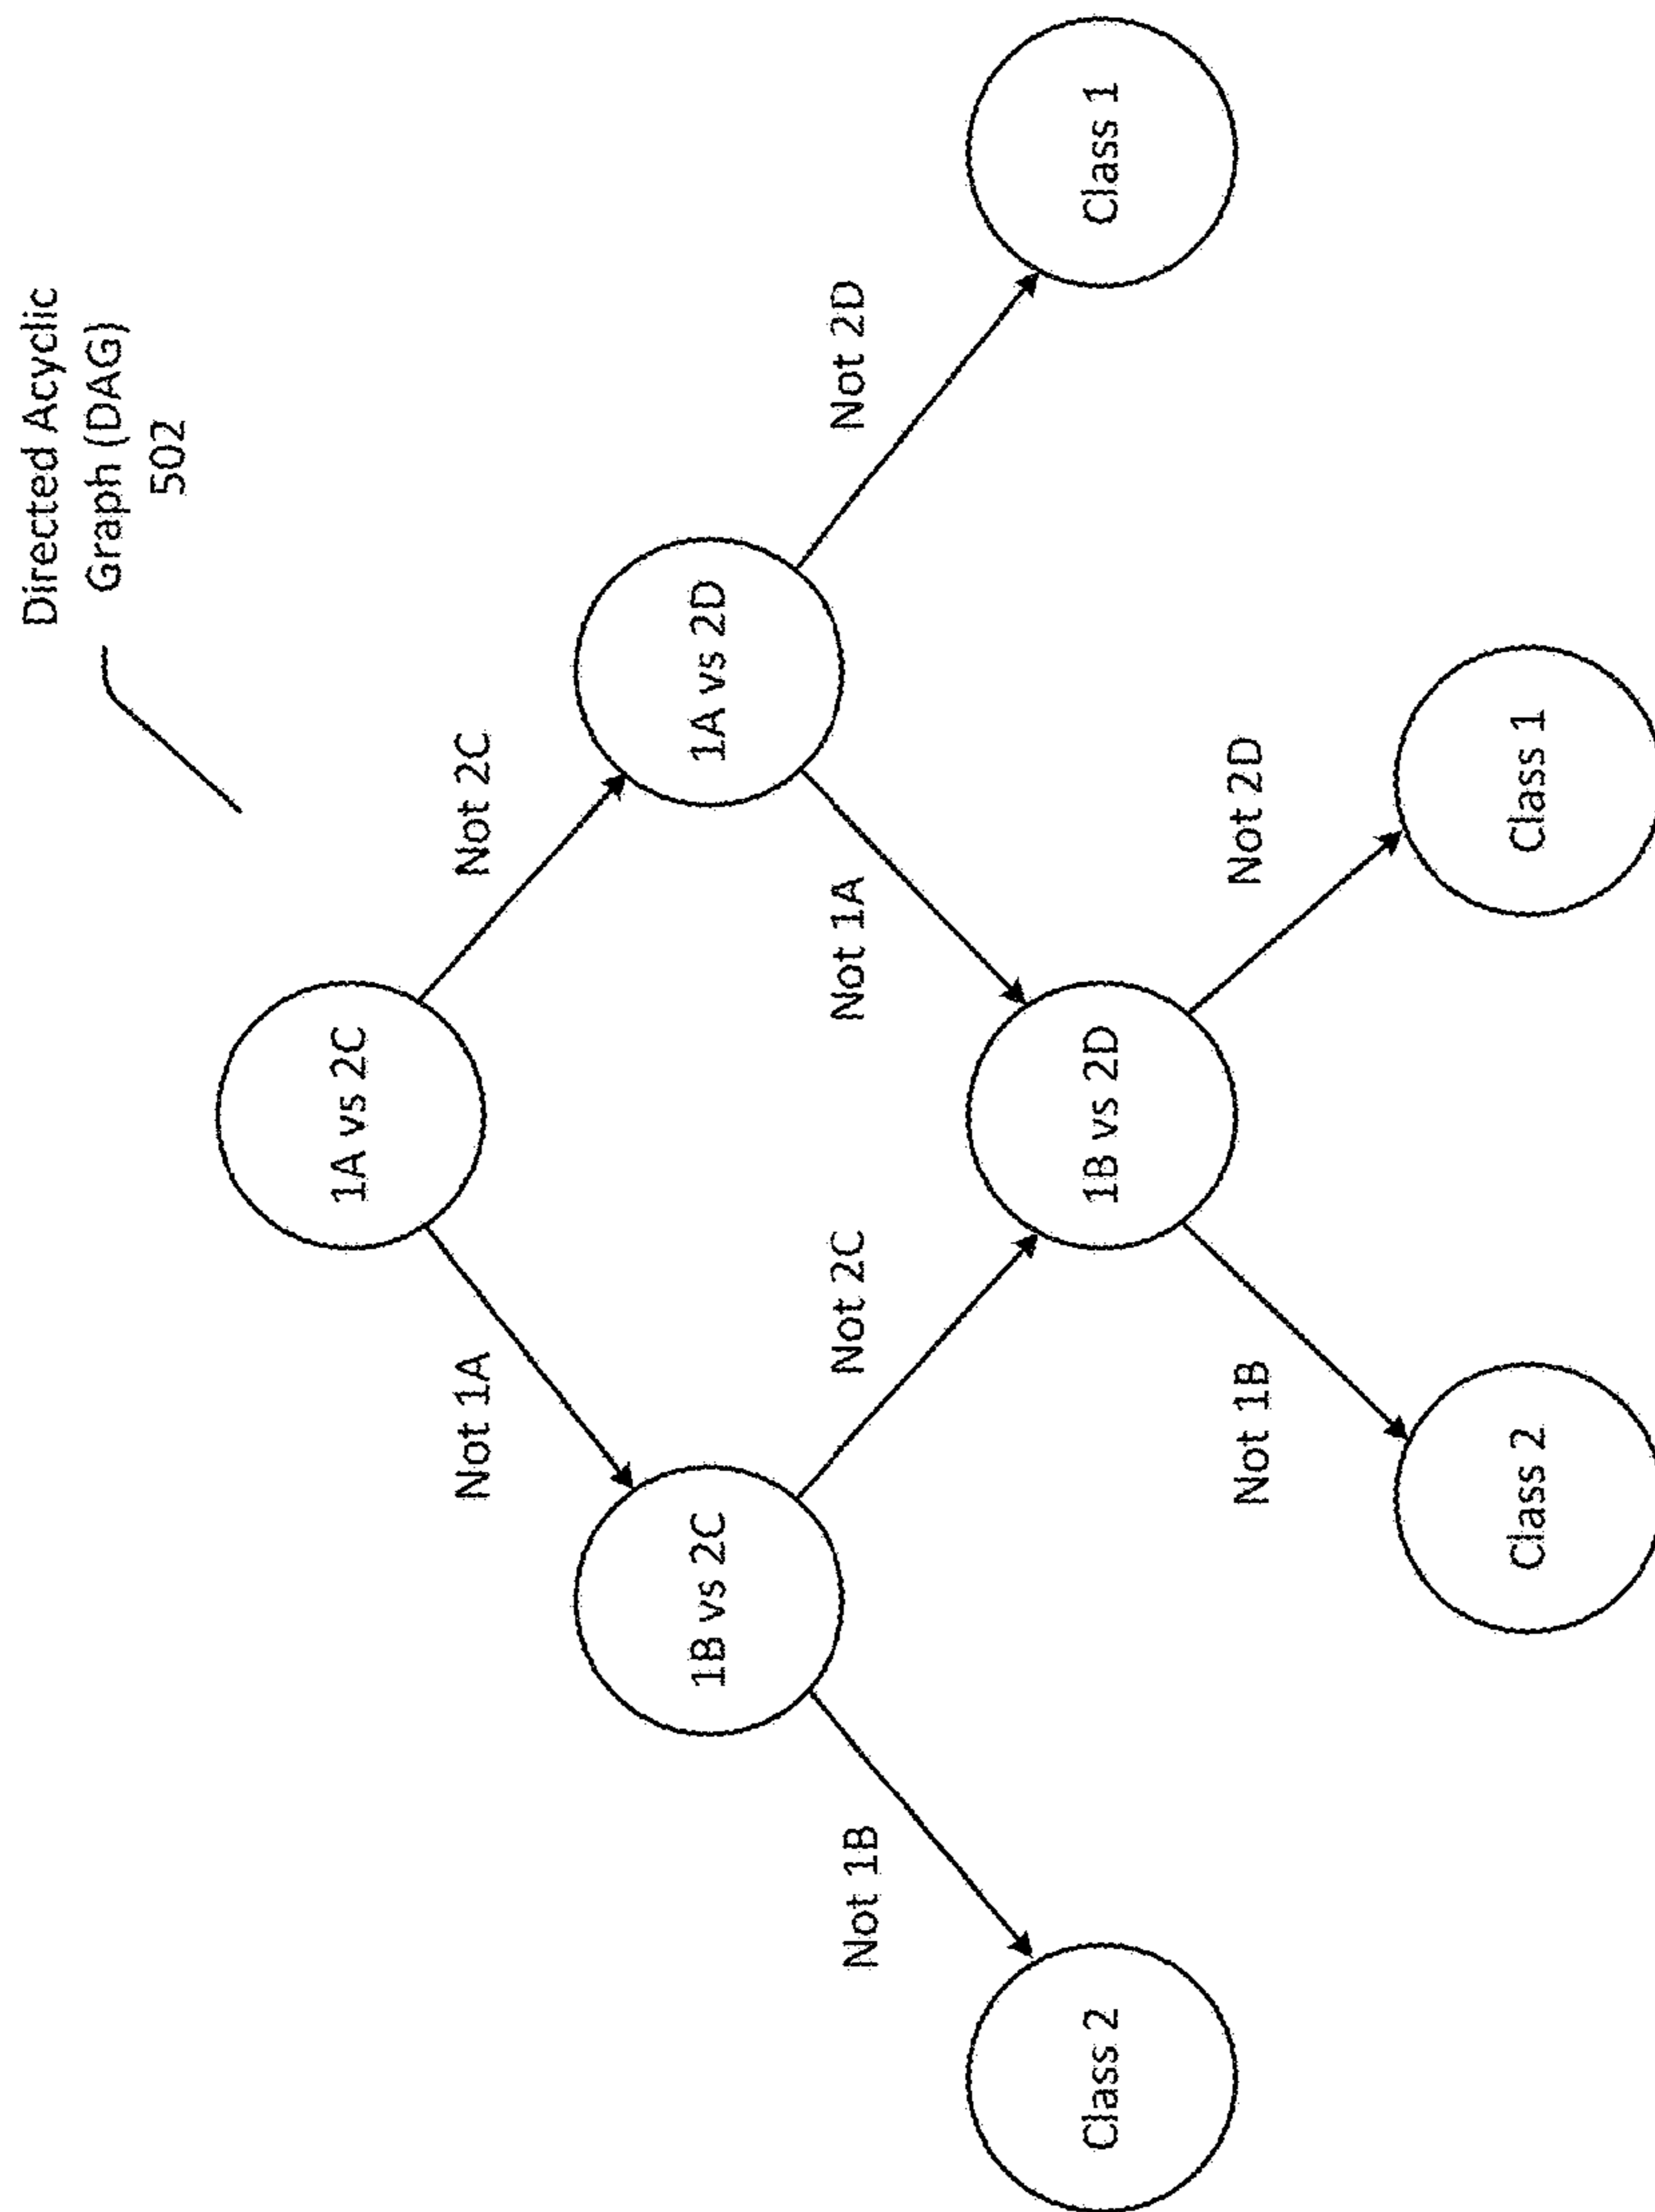 Directed Acyclic
Graph (DAG)
502
1A vs 2C
Not 1A
Not 2C
1B vs 2C
1A vs 2D
Not 1B
Not 2C
Not 1A
Not 2D
Class 2
1B vs 2D
Class 1
Not 1B
Not 2D
Class 2
Class 1